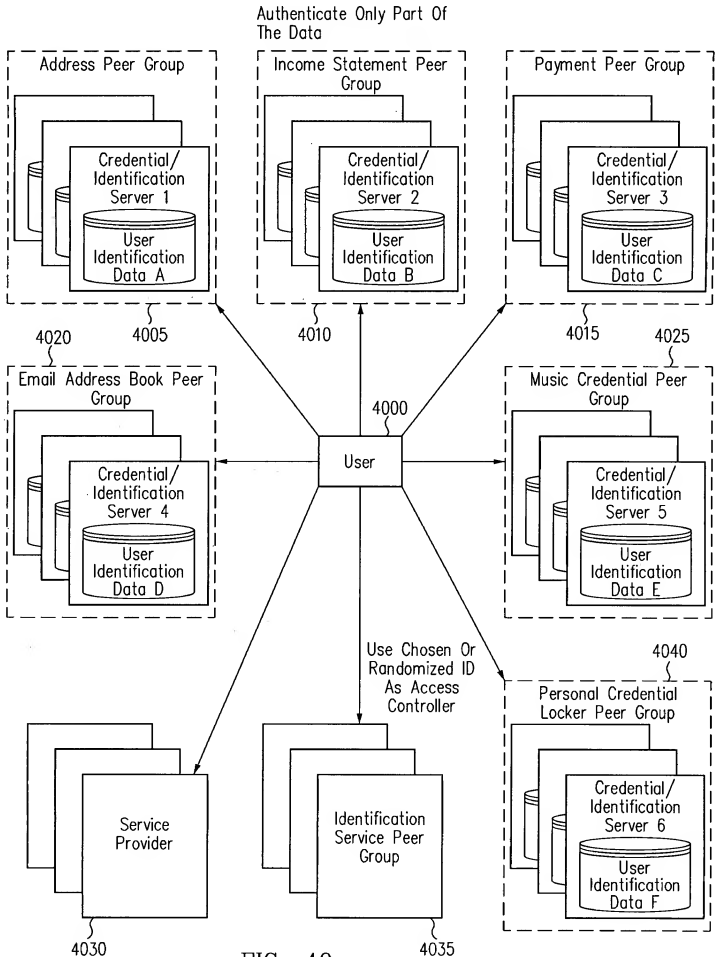 Authenticate Only Part Of
The Data
Address Peer Group
Credential/
Identification
Server 1
User
Identification
Data A
4005
Income Statement Peer
Group
Credential/
Identification
Server 2
User
Identification
Data B
4010
Payment Peer Group
Credential/
Identification
Server 3
User
Identification
Data C
4015
4020
Email Address Book Peer
Group
Credential/
Identification
Server 4
User
Identification
Data D
4000
User
4025
Music Credential Peer
Group
Credential/
Identification
Server 5
User
Identification
Data E
Use Chosen Or
Randomized ID
As Access
Controller
Service
Provider
4030
Identification
Service Peer
Group
4035
4040
Personal Credential
Locker Peer Group
Credential/
Identification
Server 6
User
Identification
Data F